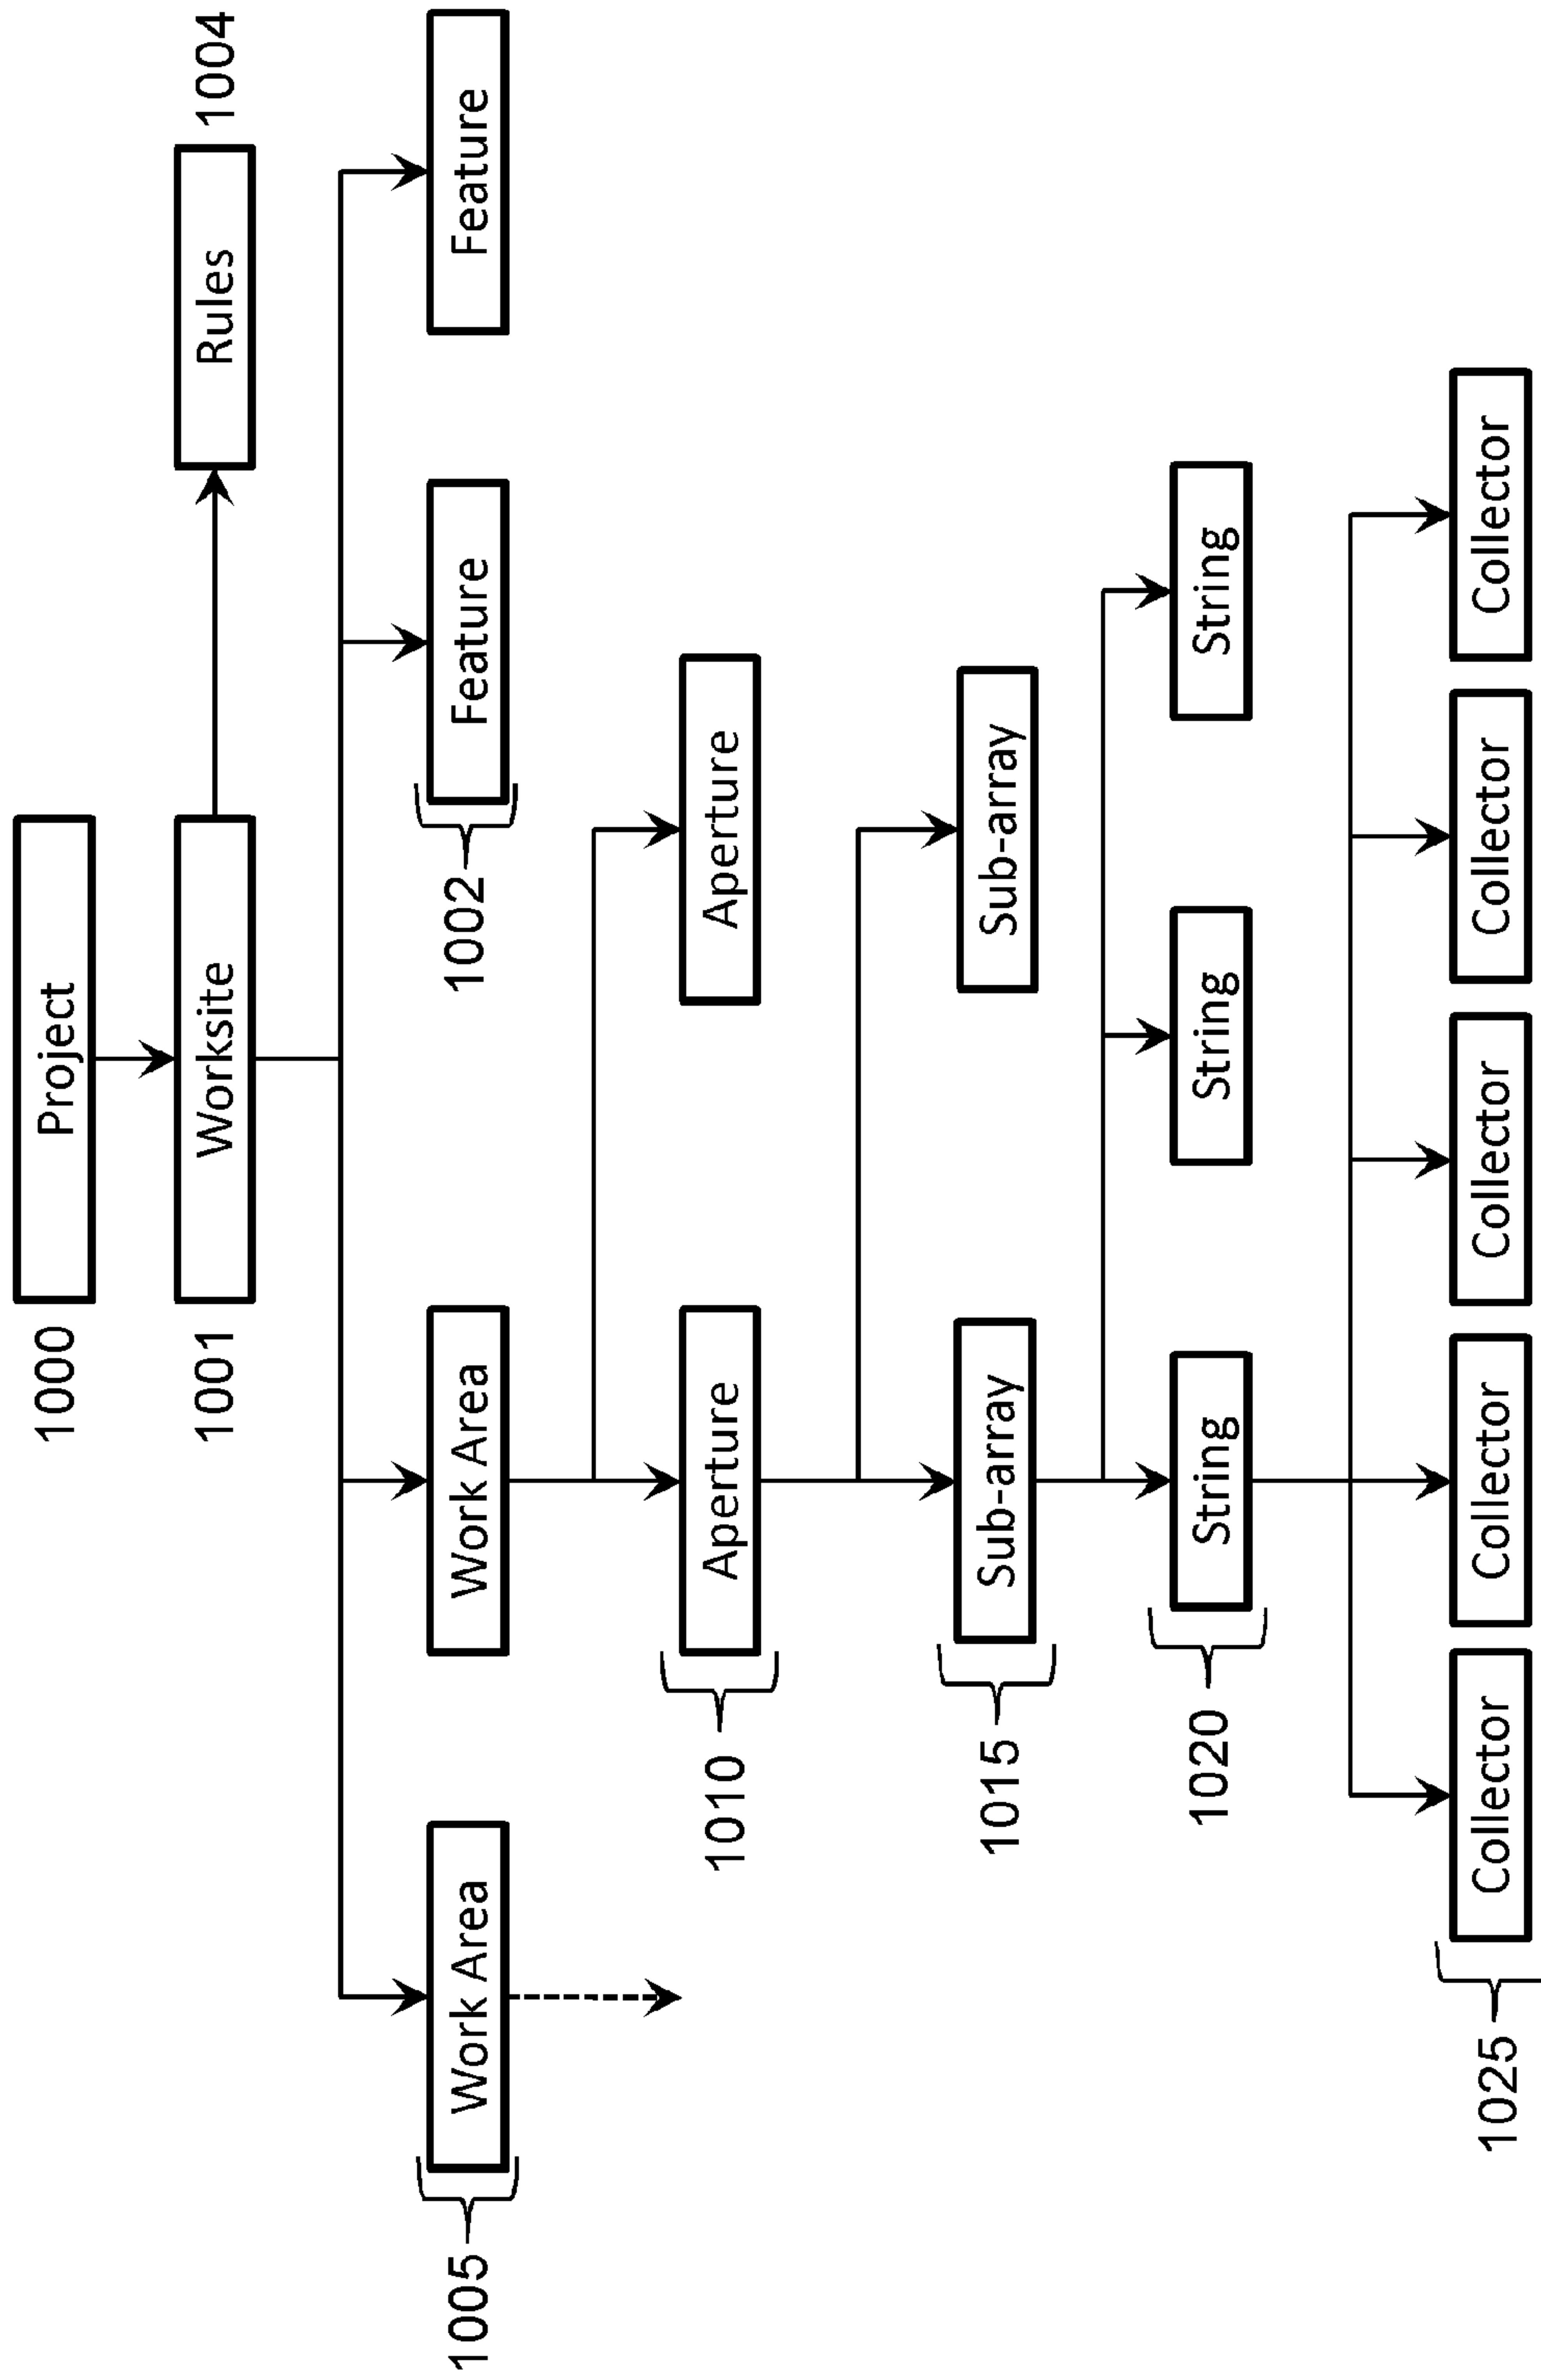 1000 Project
1001 Worksite Rules 1004
1005 Work Area Work Area 1002 Feature Feature
1010 Aperture Aperture
1015 Sub-array Sub-array
1020 String String String
1025 Collector Collector Collector Collector Collector